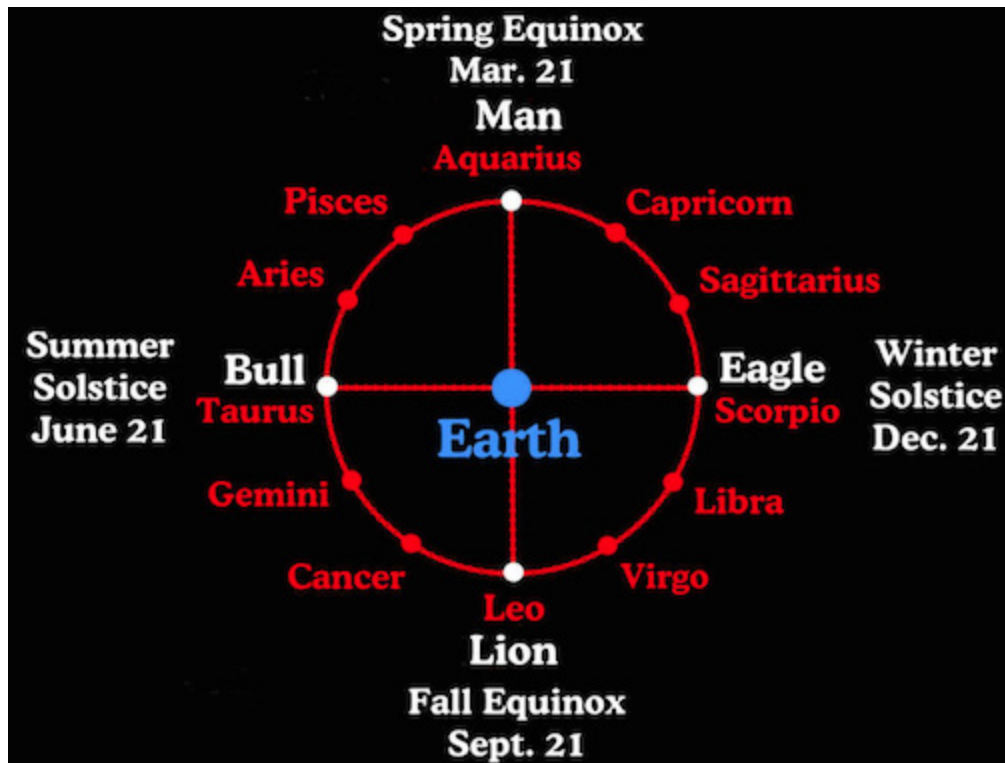 Spring Equinox
Mar. 21
Man
Aquarius
Pisces
Capricorn
Aries
Sagittarius
Summer
Solstice
June 21
Bull
Taurus
Eagle
Scorpio
Winter
Solstice
Dec. 21
Earth
Gemini
Libra
Cancer
Virgo
Leo
Lion
Fall Equinox
Sept. 21